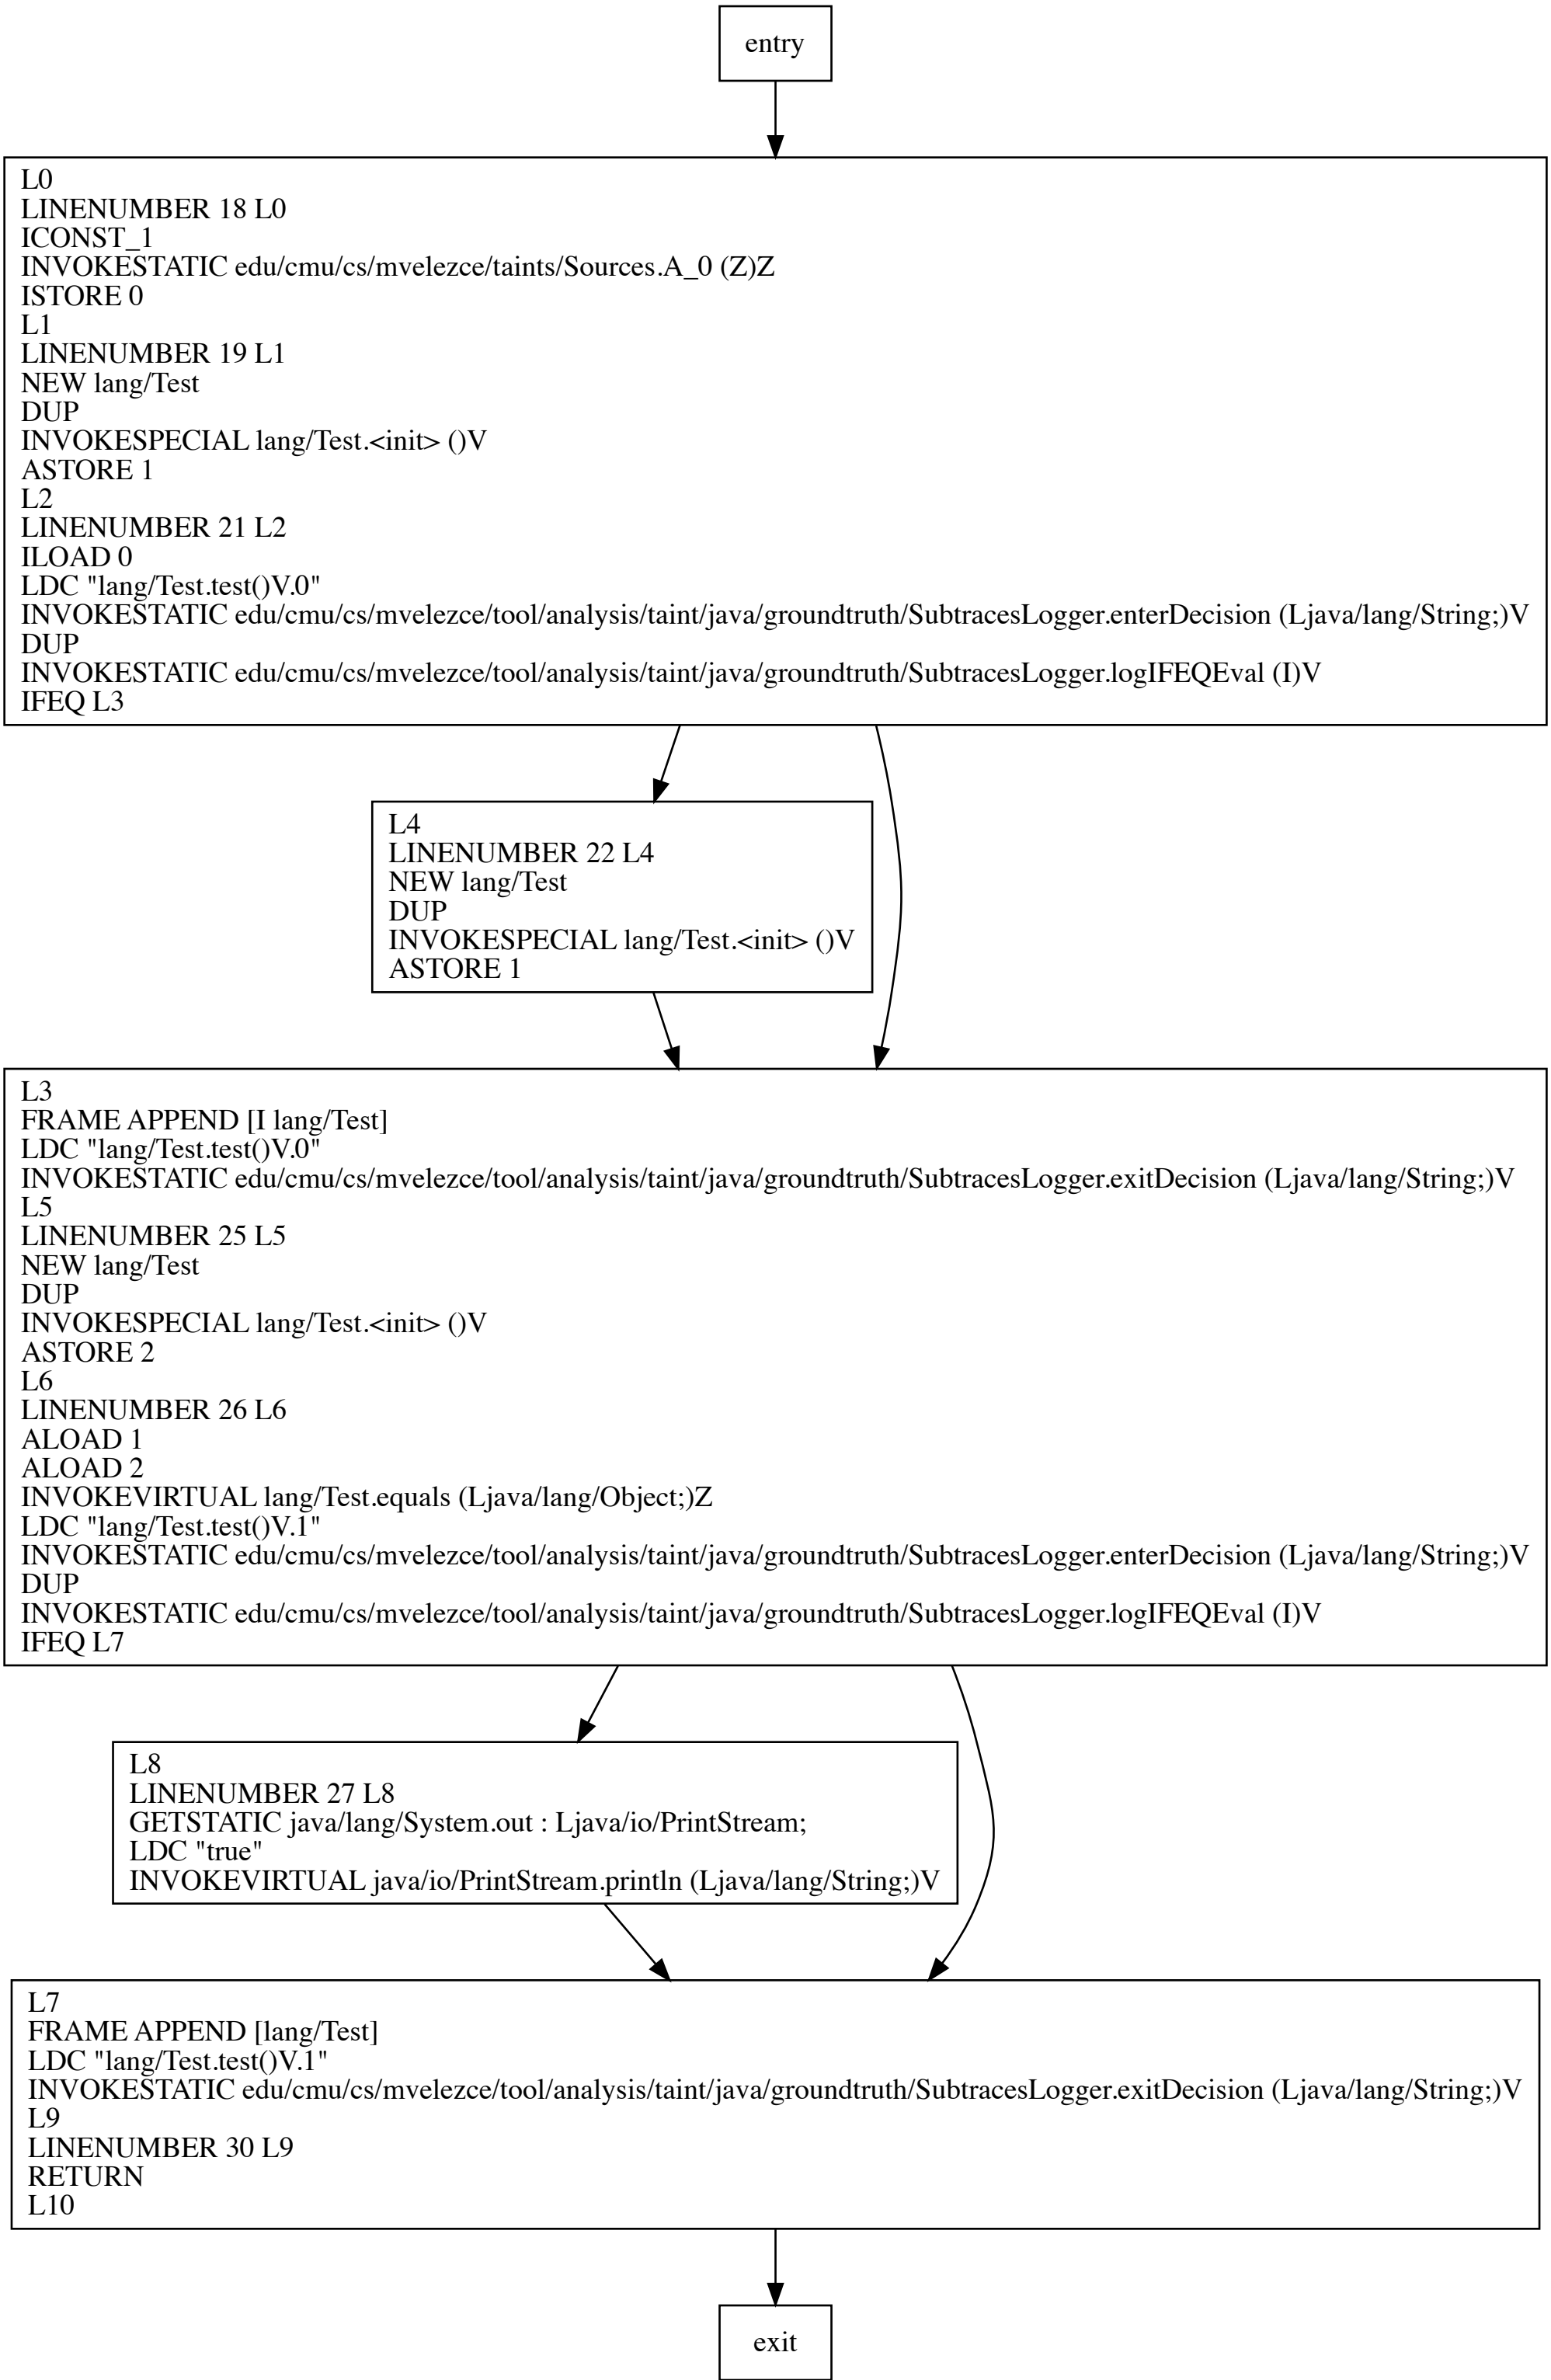 entry
L0
LINENUMBER 18 L0
ICONST_1
INVOKESTATIC edu/cmu/cs/mvelezce/taints/Sources.A_0 (Z)Z
ISTORE 0
L1
LINENUMBER 19 L1
NEW lang/Test
DUP
INVOKESPECIAL lang/Test.<init> ()V
ASTORE 1
L2
LINENUMBER 21 L2
ILOAD 0
LDC "lang/Test.test()V.0"
INVOKESTATIC edu/cmu/cs/mvelezce/tool/analysis/taint/java/groundtruth/SubtracesLogger.enterDecision (Ljava/lang/String;)V
DUP
INVOKESTATIC edu/cmu/cs/mvelezce/tool/analysis/taint/java/groundtruth/SubtracesLogger.logIFEQEval (I)V
IFEQ L3
L4
LINENUMBER 22 L4
NEW lang/Test
DUP
INVOKESPECIAL lang/Test.<init> ()V
ASTORE 1
L3
FRAME APPEND [I lang/Test]
LDC "lang/Test.test()V.0"
INVOKESTATIC edu/cmu/cs/mvelezce/tool/analysis/taint/java/groundtruth/SubtracesLogger.exitDecision (Ljava/lang/String;)V
L5
LINENUMBER 25 L5
NEW lang/Test
DUP
INVOKESPECIAL lang/Test.<init> ()V
ASTORE 2
L6
LINENUMBER 26 L6
ALOAD 1
ALOAD 2
INVOKEVIRTUAL lang/Test.equals (Ljava/lang/Object;)Z
LDC "lang/Test.test()V.1"
INVOKESTATIC edu/cmu/cs/mvelezce/tool/analysis/taint/java/groundtruth/SubtracesLogger.enterDecision (Ljava/lang/String;)V
DUP
INVOKESTATIC edu/cmu/cs/mvelezce/tool/analysis/taint/java/groundtruth/SubtracesLogger.logIFEQEval (I)V
IFEQ L7
L8
LINENUMBER 27 L8
GETSTATIC java/lang/System.out : Ljava/io/PrintStream;
LDC "true"
INVOKEVIRTUAL java/io/PrintStream.println (Ljava/lang/String;)V
L7
FRAME APPEND [lang/Test]
LDC "lang/Test.test()V.1"
INVOKESTATIC edu/cmu/cs/mvelezce/tool/analysis/taint/java/groundtruth/SubtracesLogger.exitDecision (Ljava/lang/String;)V
L9
LINENUMBER 30 L9
RETURN
L10
exit